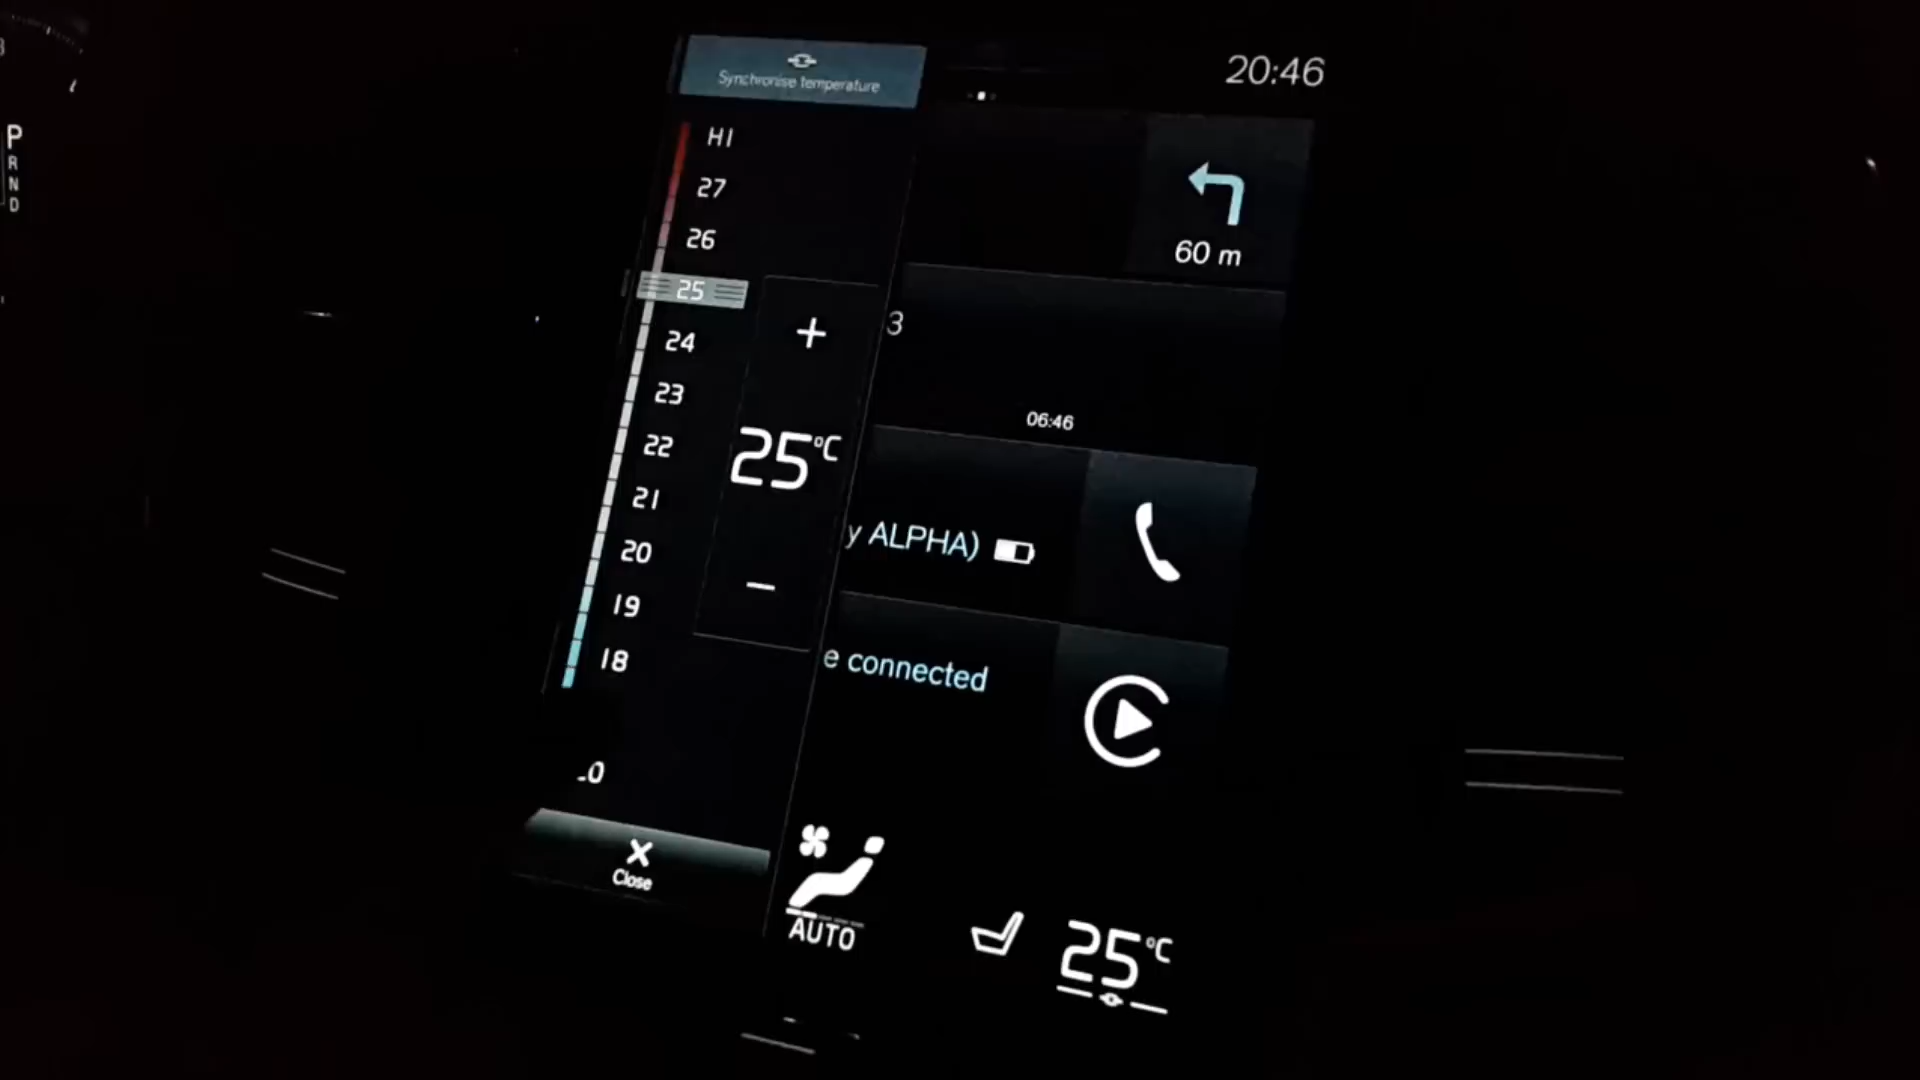 P
R
N
D
Synchronise temperature
20:46
HI
27
26
25
24
23
22
21
20
19
18
LO
+
25°C
−
60 m
3
06:46
y ALPHA)
e connected
Close
AUTO
25°C